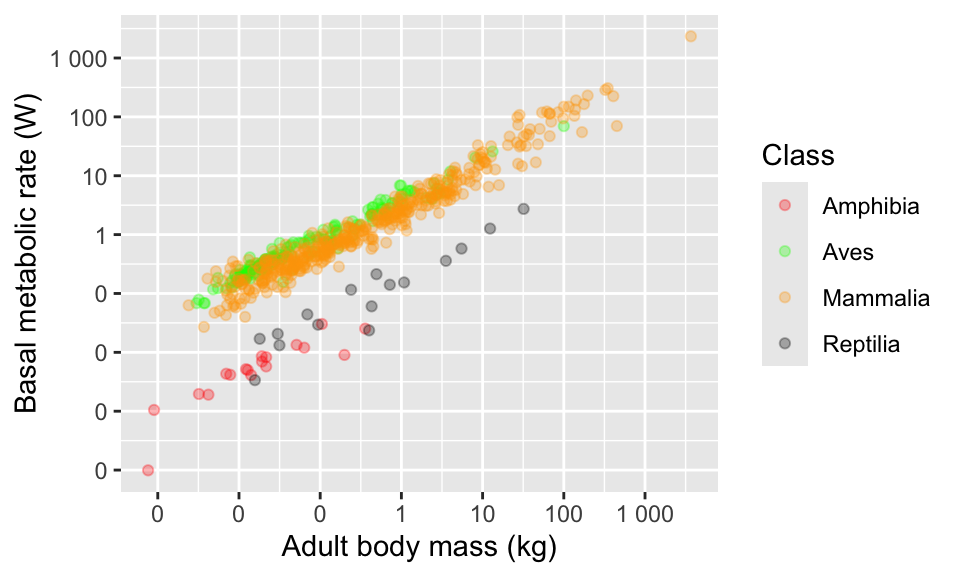 1 000
100
10
1
0
0
0
0
Basal metabolic rate (W)
0
0
0
1
10
100
1 000
Adult body mass (kg)
Class
Amphibia
Aves
Mammalia
Reptilia